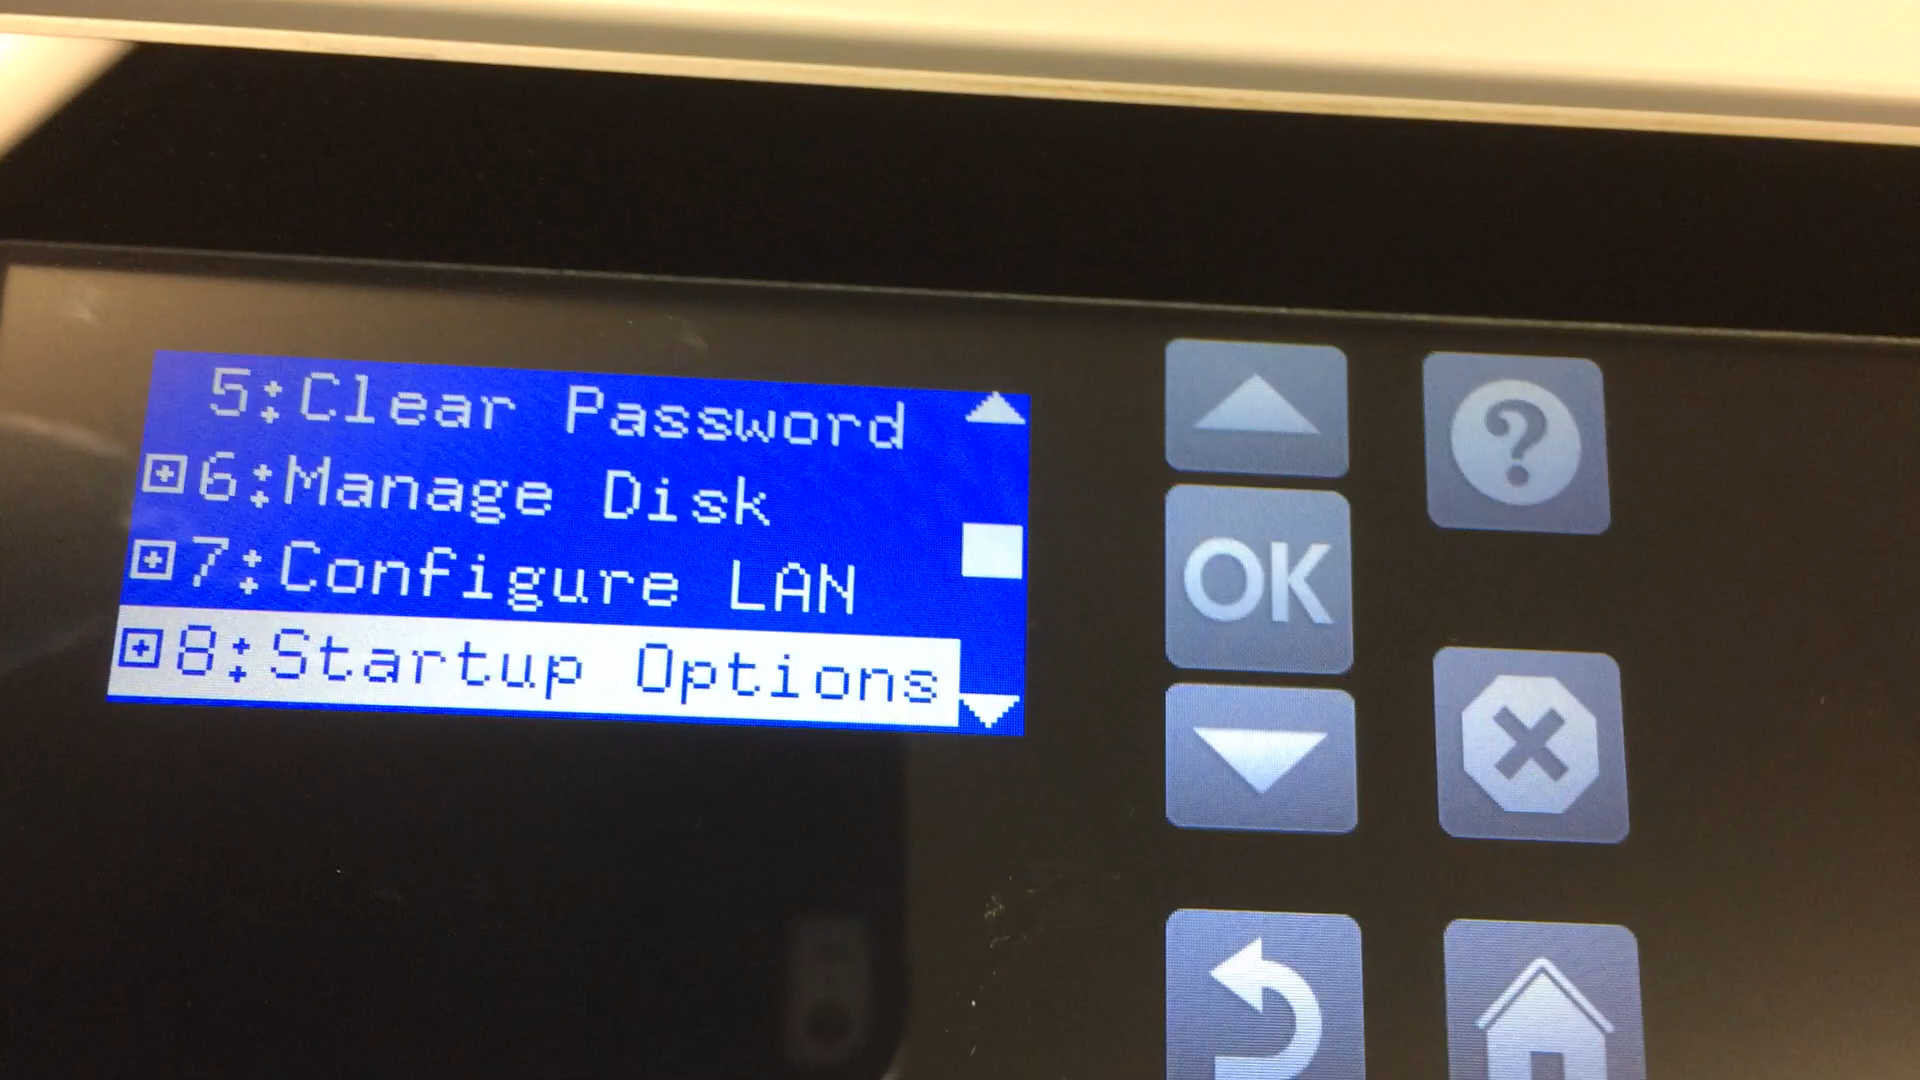 5:Clear Password
+6:Manage Disk
+7:Configure LAN
+8:Startup Options
?
OK